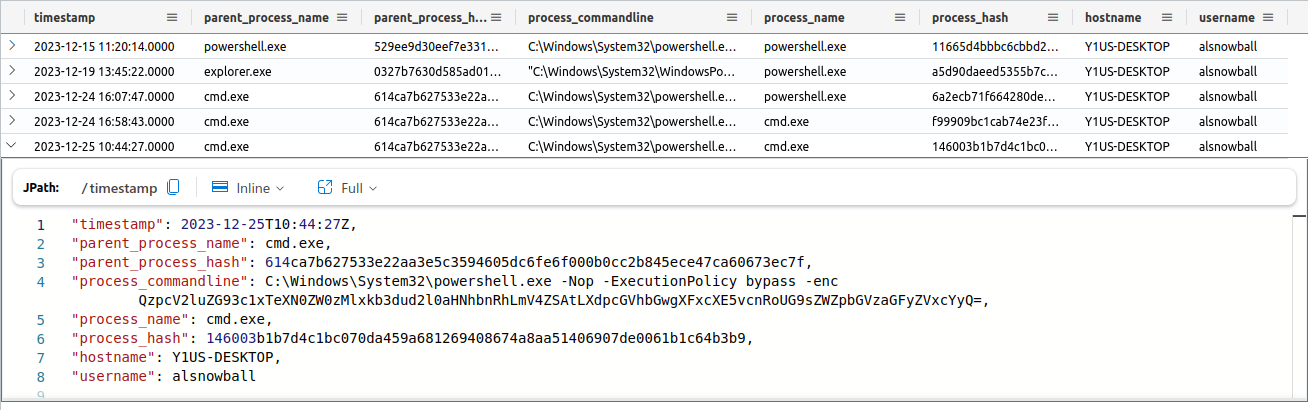 timestamp parent_process_name parent_process_h... process_commandline process_name process_hash hostname username
2023-12-15 11:20:14.0000 powershell.exe 529ee9d30eef7e331... C:\Windows\System32\powershell.e... powershell.exe 11665d4bbbc6cbbd2... Y1US-DESKTOP alsnowball
2023-12-19 13:45:22.0000 explorer.exe 0327b7630d585ad01... "C:\Windows\System32\WindowsPo... powershell.exe a5d90daeed5355b7c... Y1US-DESKTOP alsnowball
2023-12-24 16:07:47.0000 cmd.exe 614ca7b627533e22a... C:\Windows\System32\powershell.e... powershell.exe 6a2ecb71f664280de... Y1US-DESKTOP alsnowball
2023-12-24 16:58:43.0000 cmd.exe 614ca7b627533e22a... C:\Windows\System32\powershell.e... cmd.exe f99909bc1cab74e23f... Y1US-DESKTOP alsnowball
2023-12-25 10:44:27.0000 cmd.exe 614ca7b627533e22a... C:\Windows\System32\powershell.e... cmd.exe 146003b1b7d4c1bc0... Y1US-DESKTOP alsnowball
JPath: /timestamp Inline Full
1 "timestamp": 2023-12-25T10:44:27Z,
2 "parent_process_name": cmd.exe,
3 "parent_process_hash": 614ca7b627533e22aa3e5c3594605dc6fe6f000b0cc2b845ece47ca60673ec7f,
4 "process_commandline": C:\Windows\System32\powershell.exe -Nop -ExecutionPolicy bypass -enc
QzpcV2luZG93c1xTeXN0ZW0zMlxkb3dud2l0aHNhbnRhLmV4ZSAtLXdpcGVhbGwgXFxcXE5vcnRoUG9sZWZpbGVzaGFyZVxcYyQ=,
5 "process_name": cmd.exe,
6 "process_hash": 146003b1b7d4c1bc070da459a681269408674a8aa51406907de0061b1c64b3b9,
7 "hostname": Y1US-DESKTOP,
8 "username": alsnowball
9